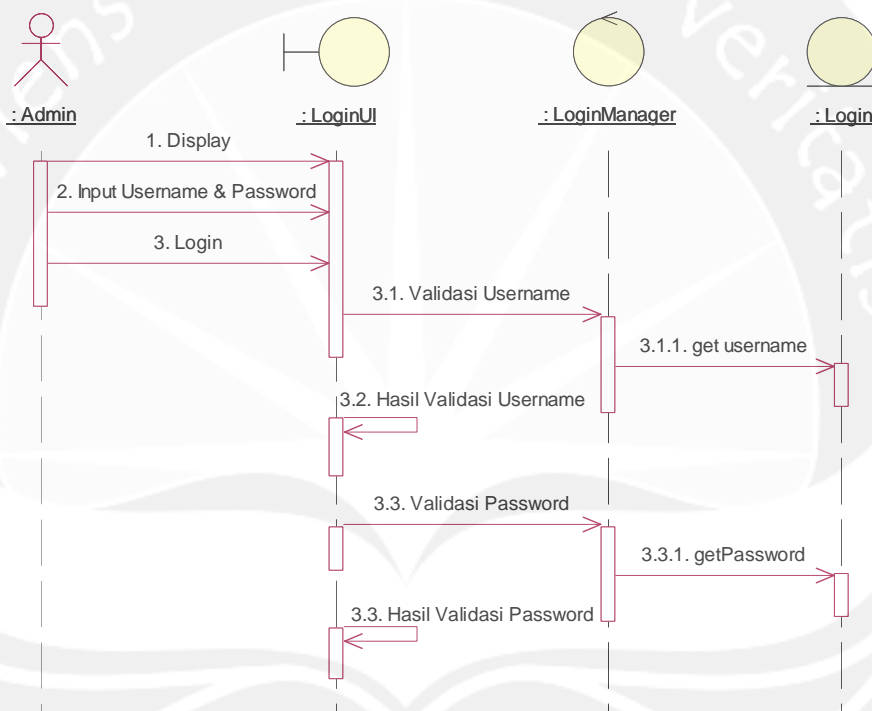 : Admin
: LoginUI
: LoginManager
: Login
1. Display
2. Input Username & Password
3. Login
3.1. Validasi Username
3.1.1. get username
3.2. Hasil Validasi Username
3.3. Validasi Password
3.3.1. getPassword
3.3. Hasil Validasi Password
veritatis